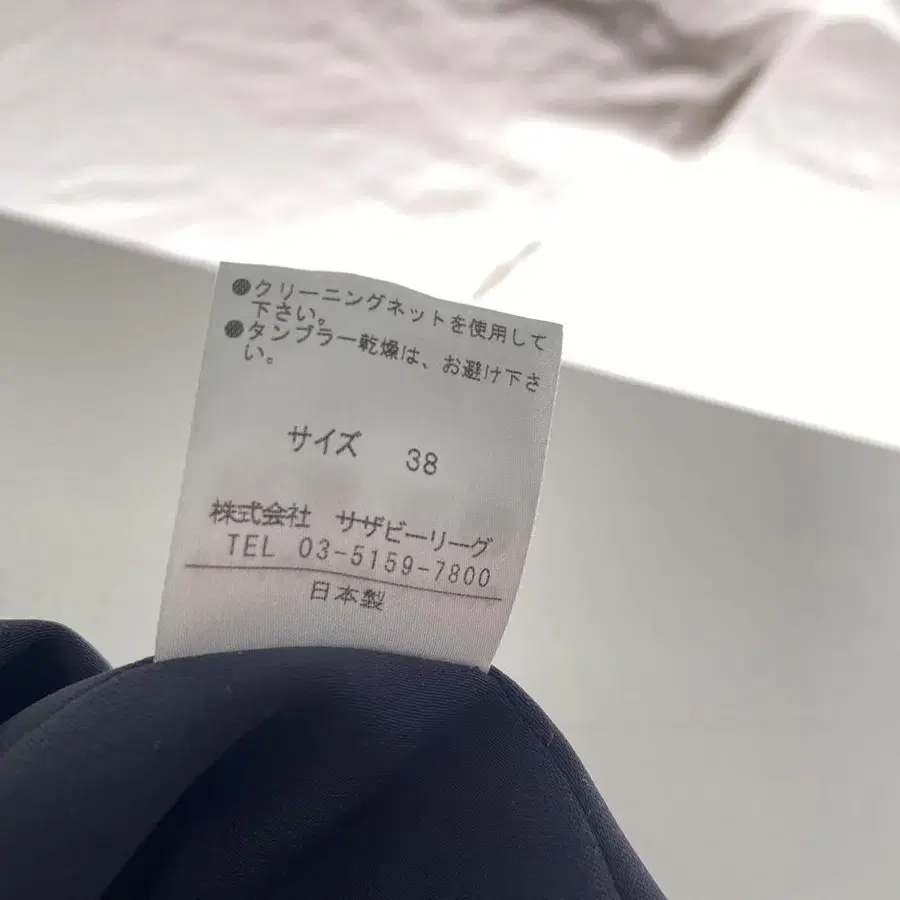 ●クリーニングネットを使用して
下さい。
●タンブラー乾燥は、お避け下さ
い。
サイズ 38
株式会社 サザビーリーグ
TEL 03-5159-7800
日本製